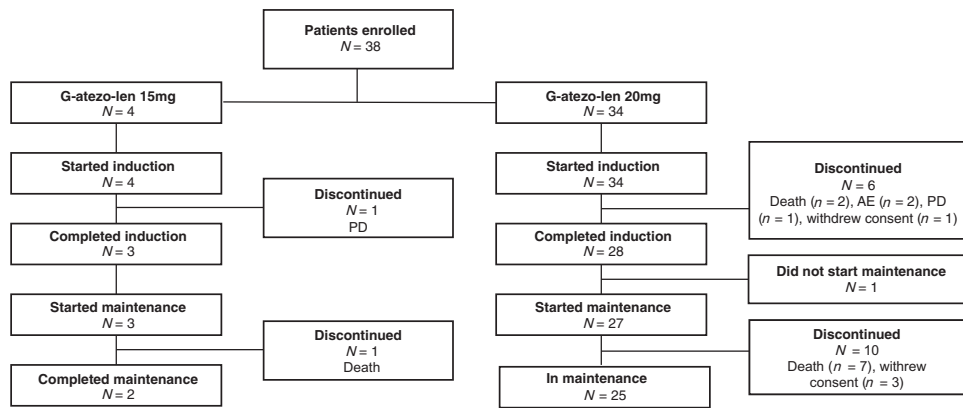 Patients enrolled
N = 38
G-atezo-len 15mg
N = 4
Started induction
N = 4
Discontinued
N = 1
PD
Completed induction
N = 3
Started maintenance
N = 3
Discontinued
N = 1
Death
Completed maintenance
N = 2
G-atezo-len 20mg
N = 34
Started induction
N = 34
Discontinued
N = 6
Death (n = 2), AE (n = 2), PD
(n = 1), withdrew consent (n = 1)
Completed induction
N = 28
Did not start maintenance
N = 1
Started maintenance
N = 27
Discontinued
N = 10
Death (n = 7), withrew
consent (n = 3)
In maintenance
N = 25